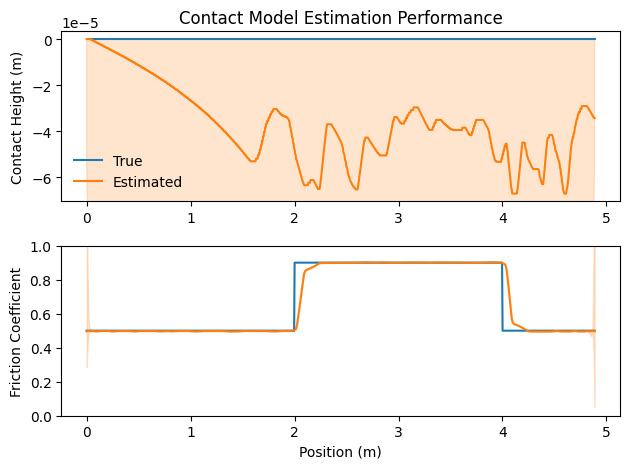 Contact Model Estimation Performance
1e−5
Contact Height (m)
0
−2
−4
−6
True
Estimated
0 1 2 3 4 5
Friction Coefficient
1.0
0.8
0.6
0.4
0.2
0.0
0 1 2 3 4 5
Position (m)